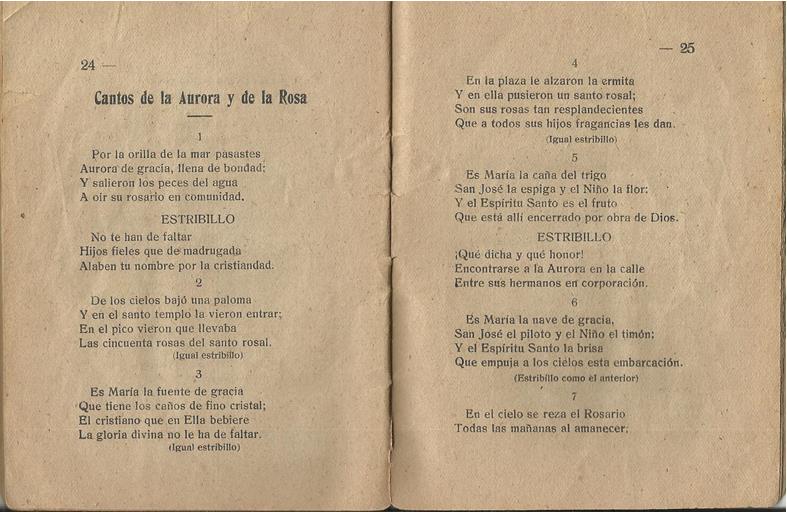 24 —
Cantos de la Aurora y de la Rosa
1
Por la orilla de la mar pasastes
Aurora de gracia, llena de bondad;
Y salieron los peces del agua
A oir su rosario en comunidad.
ESTRIBILLO
No te han de faltar
Hijos fieles que de madrugada
Alaben tu nombre por la cristiandad.
2
De los cielos bajó una paloma
Y en el santo templo la vieron entrar;
En el pico vieron que llevaba
Las cincuenta rosas del santo rosal.
(Igual estribillo)
3
Es María la fuente de gracia
Que tiene los caños de fino cristal;
El cristiano que en Ella bebiere
La gloria divina no le ha de faltar.
(Igual estribillo)
— 25
4
En la plaza le alzaron la ermita
Y en ella pusieron un santo rosal;
Son sus rosas tan resplandecientes
Que a todos sus hijos fragancias les dan.
(Igual estribillo)
5
Es María la caña del trigo
San José la espiga y el Niño la flor;
Y el Espíritu Santo es el fruto
Que está allí encerrado por obra de Dios.
ESTRIBILLO
¡Qué dicha y qué honor!
Encontrarse a la Aurora en la calle
Entre sus hermanos en corporación.
6
Es María la nave de gracia,
San José el piloto y el Niño el timón;
Y el Espíritu Santo la brisa
Que empuja a los cielos esta embarcación.
(Estribillo como el anterior)
7
En el cielo se reza el Rosario
Todas las mañanas al amanecer;